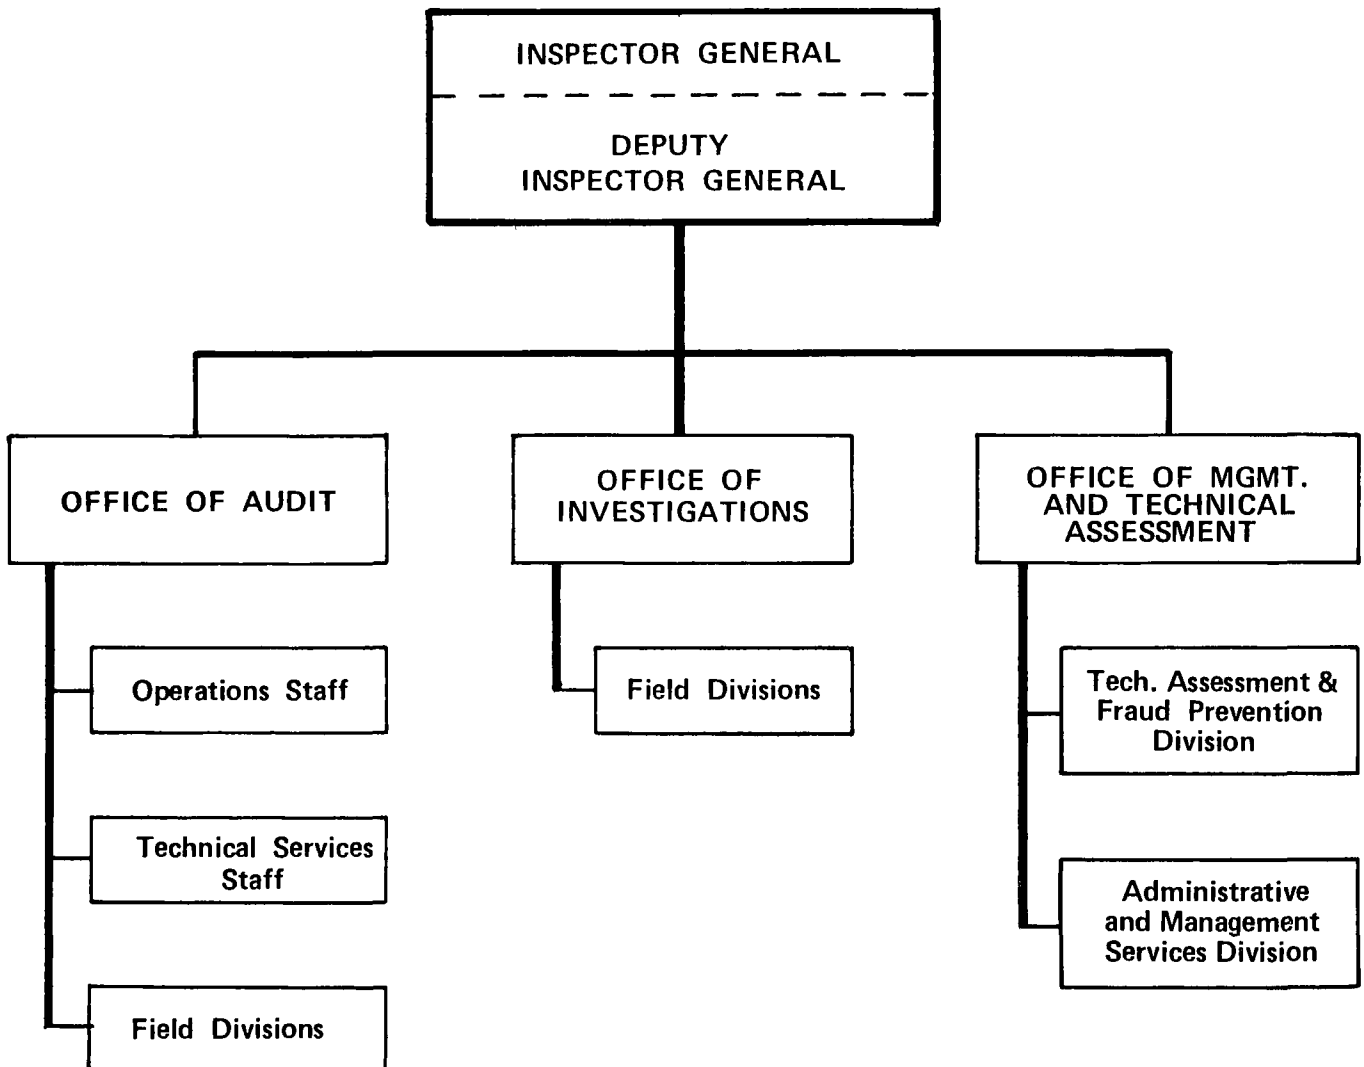 INSPECTOR GENERAL
DEPUTY
INSPECTOR GENERAL
OFFICE OF AUDIT
OFFICE OF
INVESTIGATIONS
OFFICE OF MGMT.
AND TECHNICAL
ASSESSMENT
Operations Staff
Technical Services
Staff
Field Divisions
Field Divisions
Tech. Assessment &
Fraud Prevention
Division
Administrative
and Management
Services Division